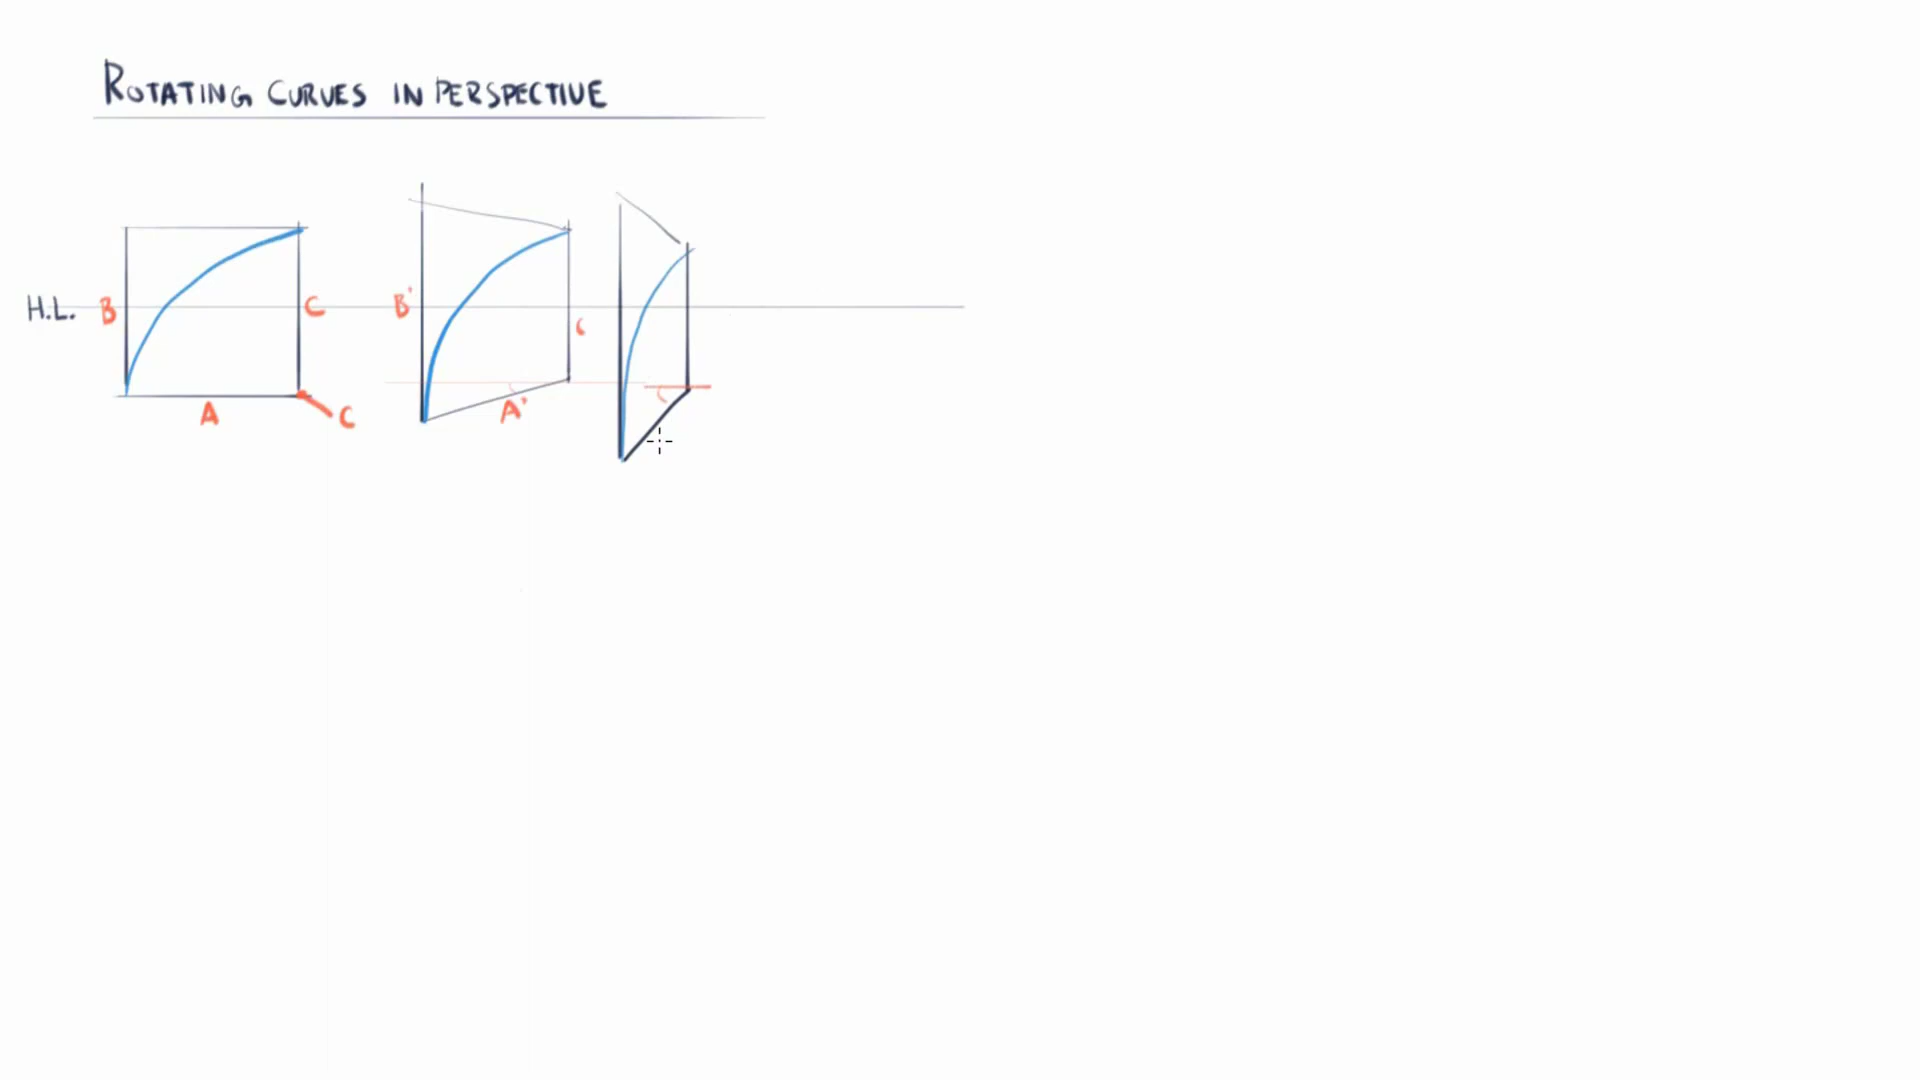 ROTATING CURVES IN PERSPECTIVE
H.L. B C B' C
A C A'